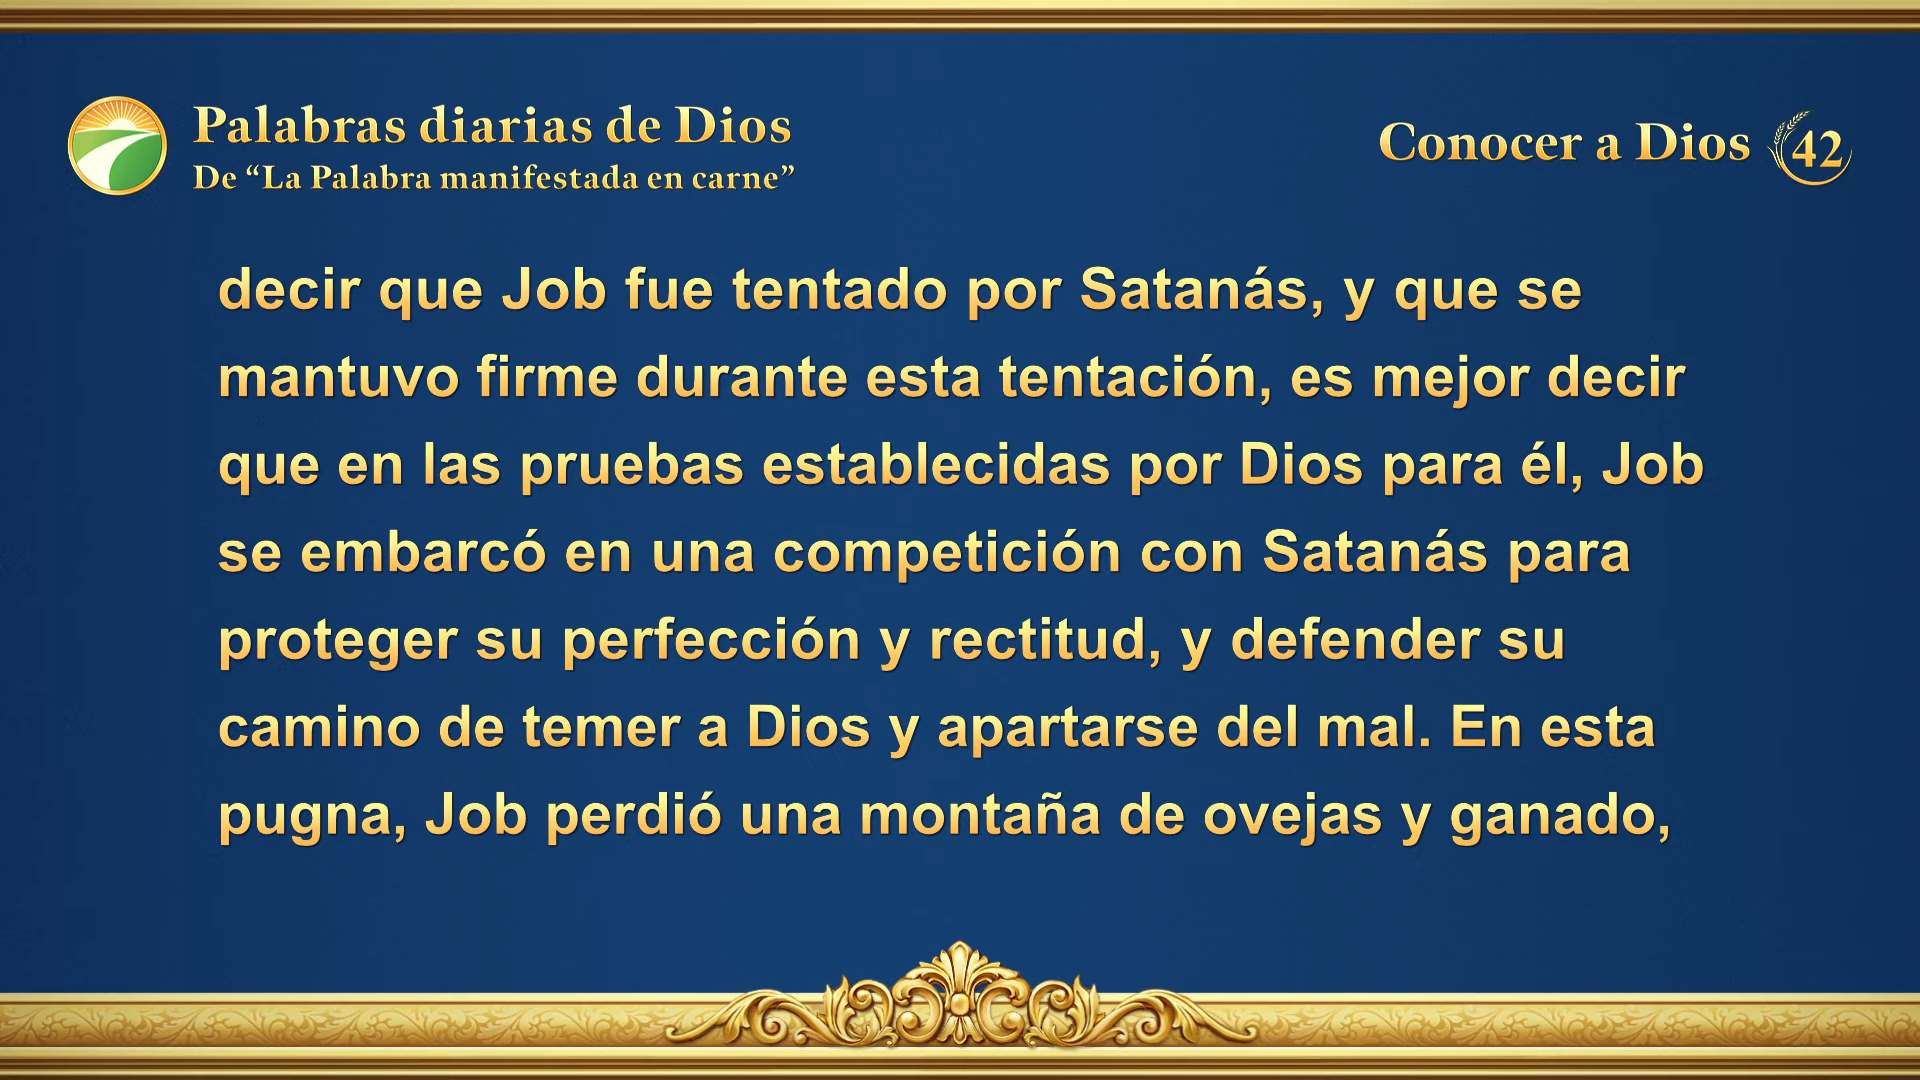 Palabras diarias de Dios
De “La Palabra manifestada en carne”
Conocer a Dios 42
decir que Job fue tentado por Satanás, y que se
mantuvo firme durante esta tentación, es mejor decir
que en las pruebas establecidas por Dios para él, Job
se embarcó en una competición con Satanás para
proteger su perfección y rectitud, y defender su
camino de temer a Dios y apartarse del mal. En esta
pugna, Job perdió una montaña de ovejas y ganado,